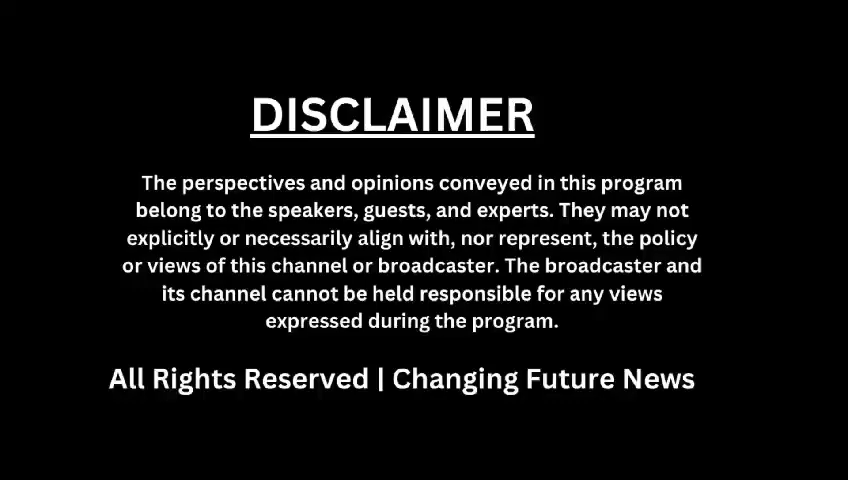 DISCLAIMER
The perspectives and opinions conveyed in this program
belong to the speakers, guests, and experts. They may not
explicitly or necessarily align with, nor represent, the policy
or views of this channel or broadcaster. The broadcaster and
its channel cannot be held responsible for any views
expressed during the program.
All Rights Reserved | Changing Future News